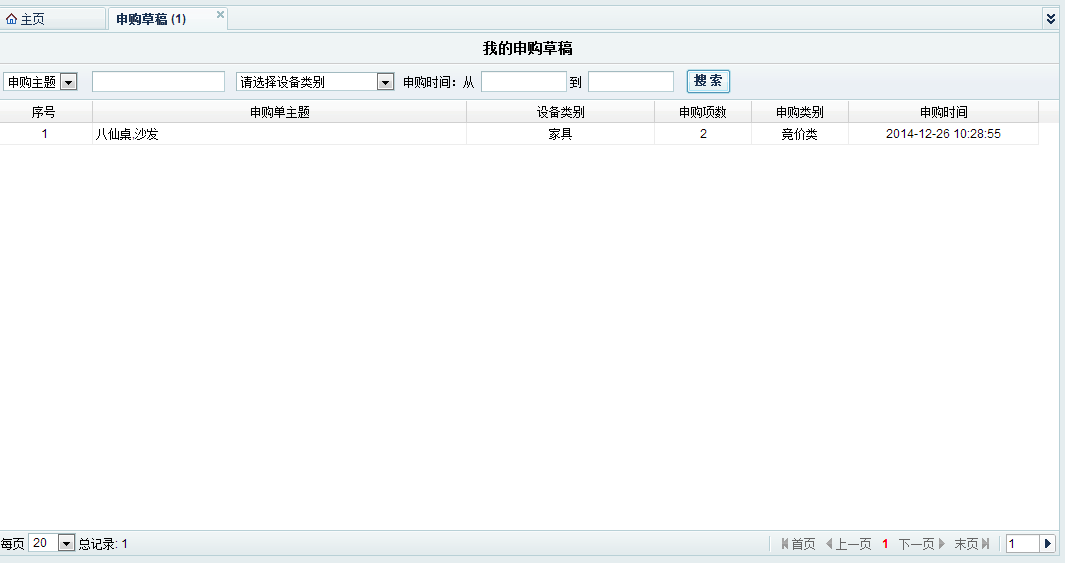 主页 申购草稿 (1)
我的申购草稿
申购主题 请选择设备类别 申购时间：从 到 搜 索
序号 申购单主题 设备类别 申购项数 申购类别 申购时间
1 八仙桌,沙发 家具 2 竞价类 2014-12-26 10:28:55
每页 20 总记录: 1 首页 上一页 1 下一页 末页 1